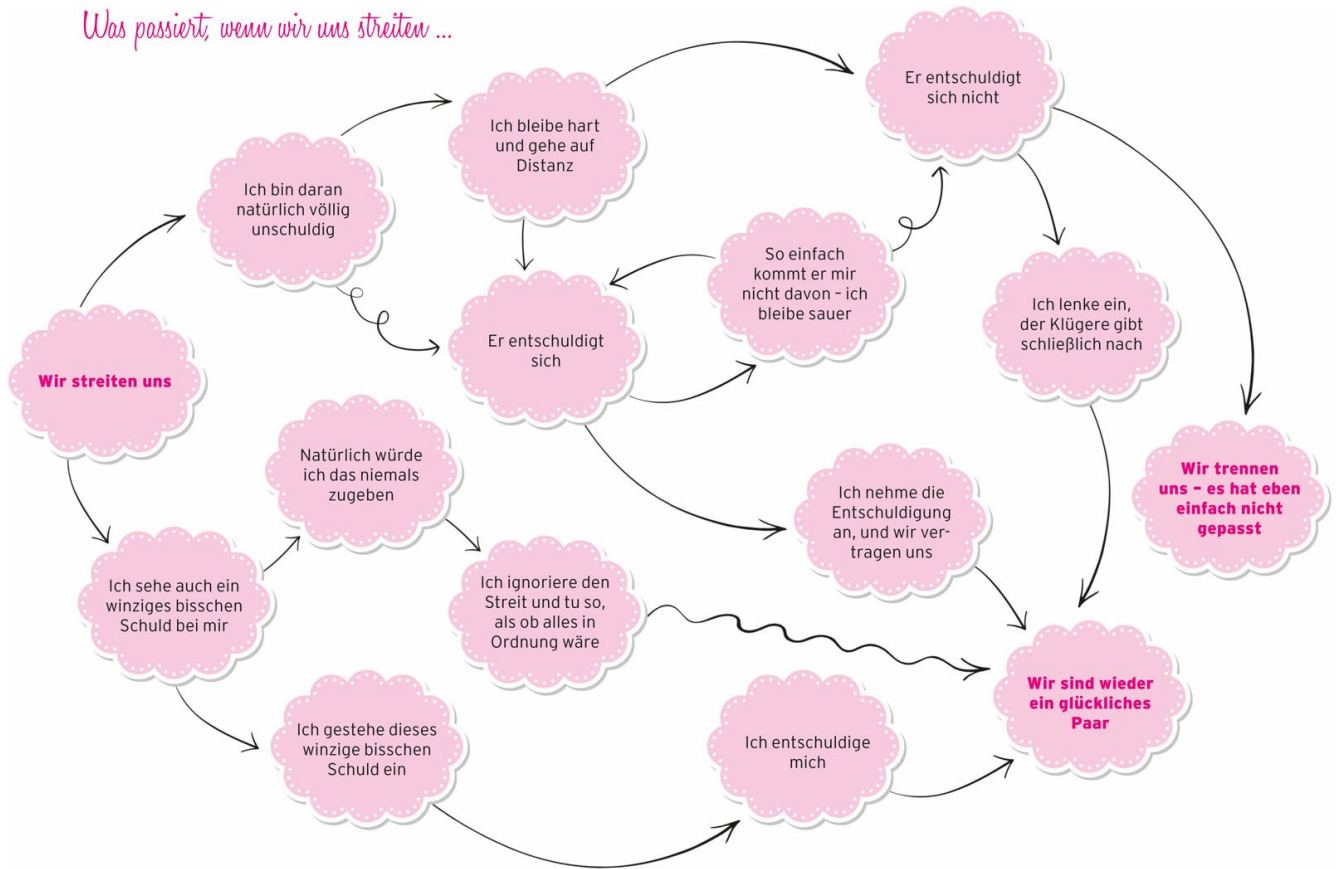 Was passiert, wenn wir uns streiten ...
Er entschuldigt
sich nicht
Ich bleibe hart
und gehe auf
Distanz
Ich bin daran
natürlich völlig
unschuldig
So einfach
kommt er mir
nicht davon – ich
bleibe sauer
Ich lenke ein,
der Klügere gibt
schließlich nach
Er entschuldigt
sich
Wir streiten uns
Natürlich würde
ich das niemals
zugeben
Wir trennen
uns – es hat eben
einfach nicht
gepasst
Ich nehme die
Entschuldigung
an, und wir ver-
tragen uns
Ich sehe auch ein
winziges bisschen
Schuld bei mir
Ich ignoriere den
Streit und tu so,
als ob alles in
Ordnung wäre
Wir sind wieder
ein glückliches
Paar
Ich gestehe dieses
winzige bisschen
Schuld ein
Ich entschuldige
mich